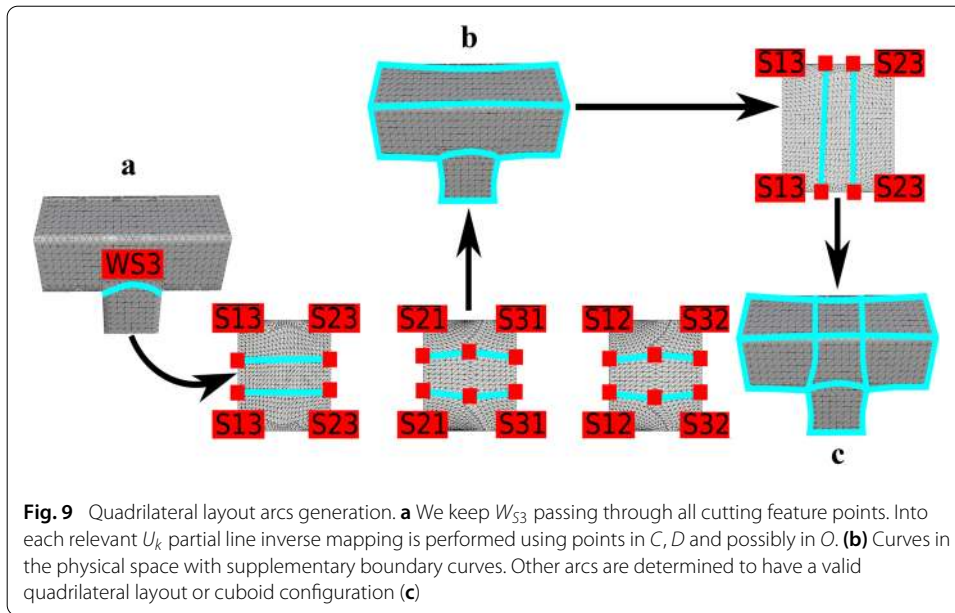 b
S13 S23
S13 S23
a
WS3
S13 S23 S21 S31 S12 S32
S13 S23 S21 S31 S12 S32
c
Fig. 9 Quadrilateral layout arcs generation. a We keep W_{S3} passing through all cutting feature points. Into
each relevant U_k partial line inverse mapping is performed using points in C, D and possibly in O. (b) Curves in
the physical space with supplementary boundary curves. Other arcs are determined to have a valid
quadrilateral layout or cuboid configuration (c)